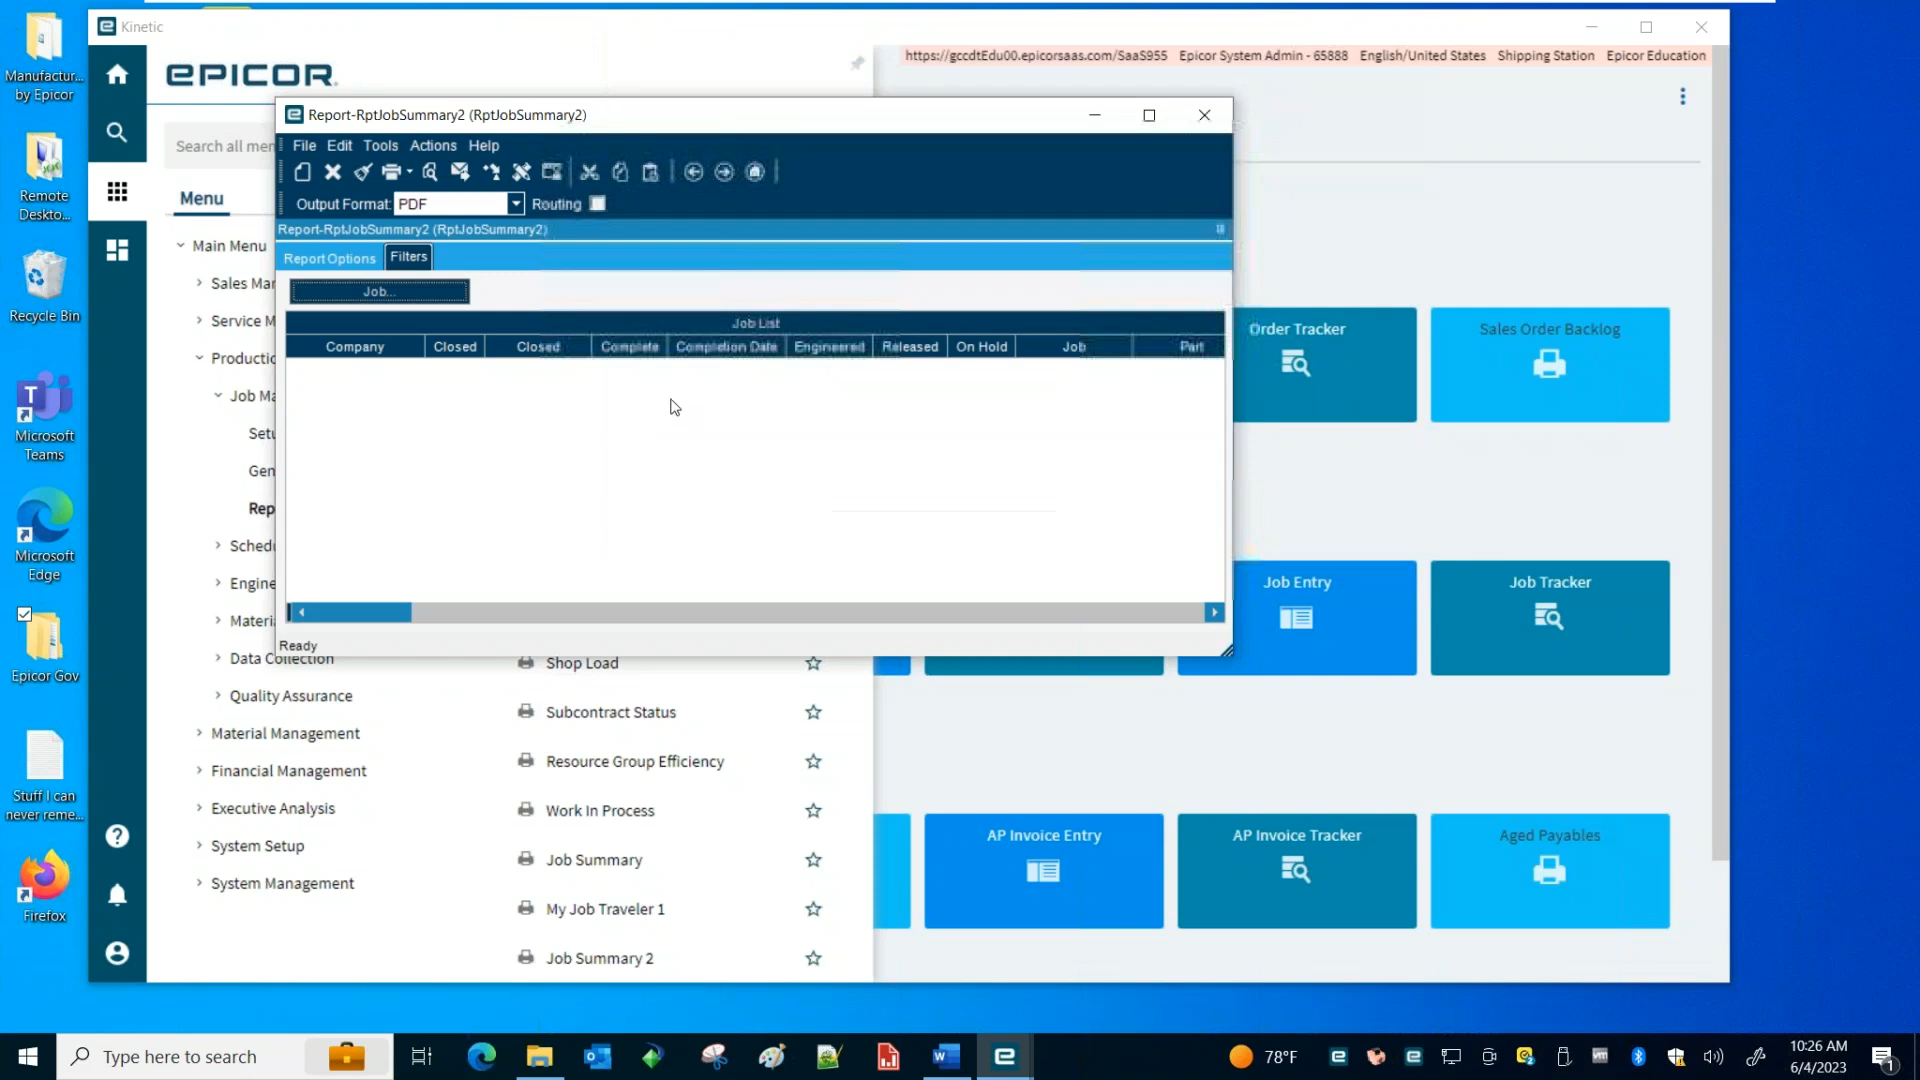 Kinetic
EPICOR
https://gccdtEdu00.epicorsaas.com/SaaS955 Epicor System Admin - 65888 English/United States Shipping Station Epicor Education
Search all men
Menu
Main Menu
Sales Mar
Service M
Productic
Job Ma
Setu
Gen
Rep
Schedu
Engine
Materi
Data Collection
Quality Assurance
Material Management
Financial Management
Executive Analysis
System Setup
System Management
Report-RptJobSummary2 (RptJobSummary2)
File Edit Tools Actions Help
Output Format: PDF Routing
Report-RptJobSummary2 (RptJobSummary2)
Report Options Filters
Job...
Job List
Company Closed Closed Complete Completion Date Engineered Released On Hold Job Part
Ready
Shop Load
Subcontract Status
Resource Group Efficiency
Work In Process
Job Summary
My Job Traveler 1
Job Summary 2
Order Tracker
Sales Order Backlog
Job Entry
Job Tracker
AP Invoice Entry
AP Invoice Tracker
Aged Payables
Manufactur...
by Epicor
Remote
Deskto...
Recycle Bin
Microsoft
Teams
Microsoft
Edge
Epicor Gov
Stuff I can
never reme...
Firefox
Type here to search
78°F
10:26 AM
6/4/2023
1